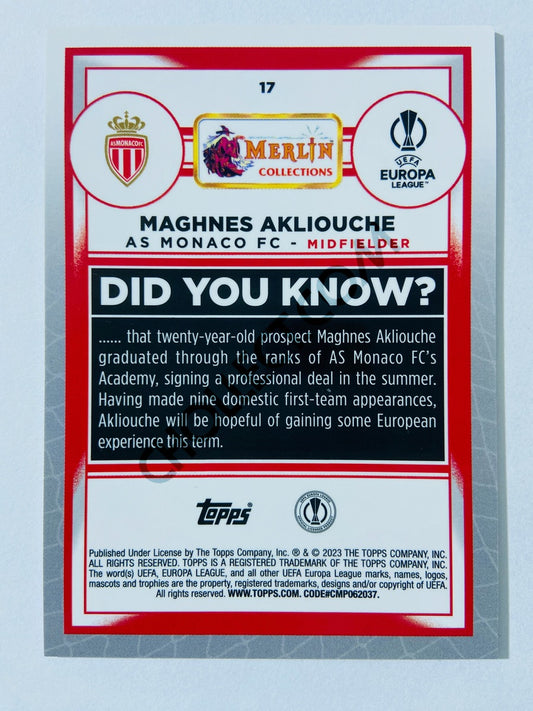 17
AS MONACO FC
MERLIN
COLLECTIONS
UEFA
EUROPA
LEAGUE™
MAGHNES AKLIOUCHE
AS MONACO FC - MIDFIELDER
DID YOU KNOW?
...... that twenty-year-old prospect Maghnes Akliouche
graduated through the ranks of AS Monaco FC's
Academy, signing a professional deal in the summer.
Having made nine domestic first-team appearances,
Akliouche will be hopeful of gaining some European
experience this term.
topps®
Published Under License by The Topps Company, Inc. ® & © 2023 THE TOPPS COMPANY, INC.
ALL RIGHTS RESERVED. TOPPS IS A REGISTERED TRADEMARK OF THE TOPPS COMPANY, INC.
The word(s) UEFA, EUROPA LEAGUE, and all other UEFA Europa League marks, names, logos,
mascots and trophies are the property, registered trademarks, designs and/or copyright of UEFA.
All rights reserved. WWW.TOPPS.COM. CODE#CMP062037.